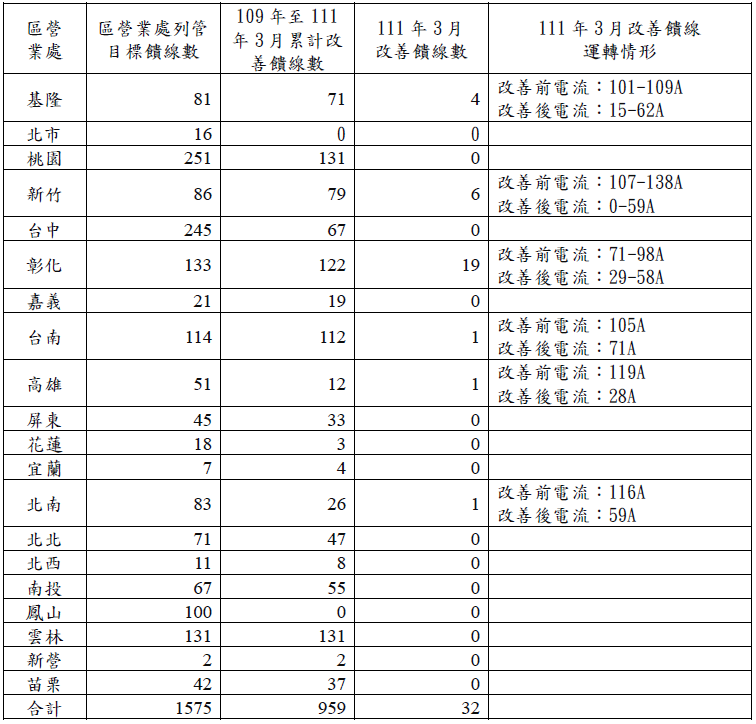 區營業處 區營業處列管目標饋線數 109年至111年3月累計改善饋線數 111年3月改善饋線數 111年3月改善饋線運轉情形
基隆 81 71 4 改善前電流：101-109A
改善後電流：15-62A
北市 16 0 0
桃園 251 131 0
新竹 86 79 6 改善前電流：107-138A
改善後電流：0-59A
台中 245 67 0
彰化 133 122 19 改善前電流：71-98A
改善後電流：29-58A
嘉義 21 19 0
台南 114 112 1 改善前電流：105A
改善後電流：71A
高雄 51 12 1 改善前電流：119A
改善後電流：28A
屏東 45 33 0
花蓮 18 3 0
宜蘭 7 4 0
北南 83 26 1 改善前電流：116A
改善後電流：59A
北北 71 47 0
北西 11 8 0
南投 67 55 0
鳳山 100 0 0
雲林 131 131 0
新營 2 2 0
苗栗 42 37 0
合計 1575 959 32